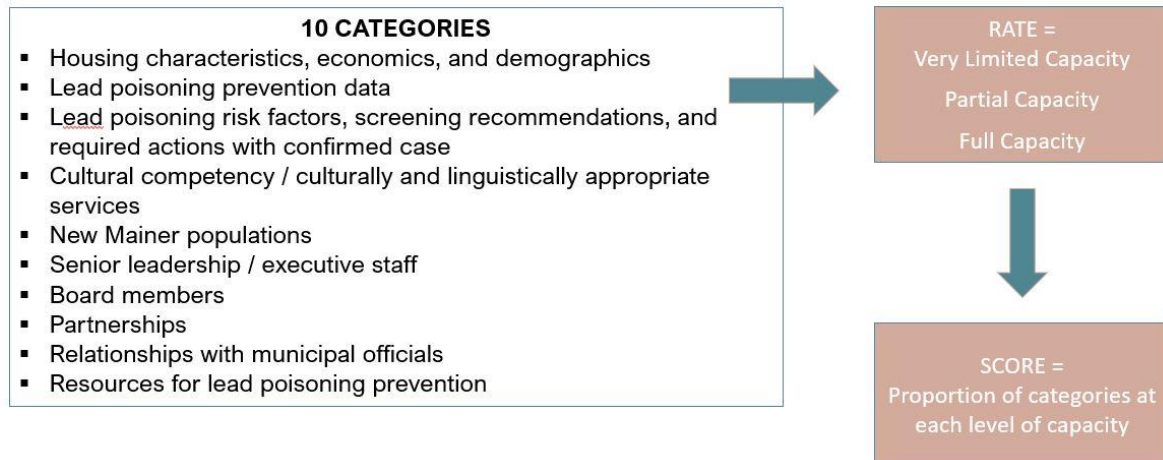 10 CATEGORIES
▪ Housing characteristics, economics, and demographics
▪ Lead poisoning prevention data
▪ Lead poisoning risk factors, screening recommendations, and
required actions with confirmed case
▪ Cultural competency / culturally and linguistically appropriate
services
▪ New Mainer populations
▪ Senior leadership / executive staff
▪ Board members
▪ Partnerships
▪ Relationships with municipal officials
▪ Resources for lead poisoning prevention
RATE =
Very Limited Capacity
Partial Capacity
Full Capacity
SCORE =
Proportion of categories at
each level of capacity